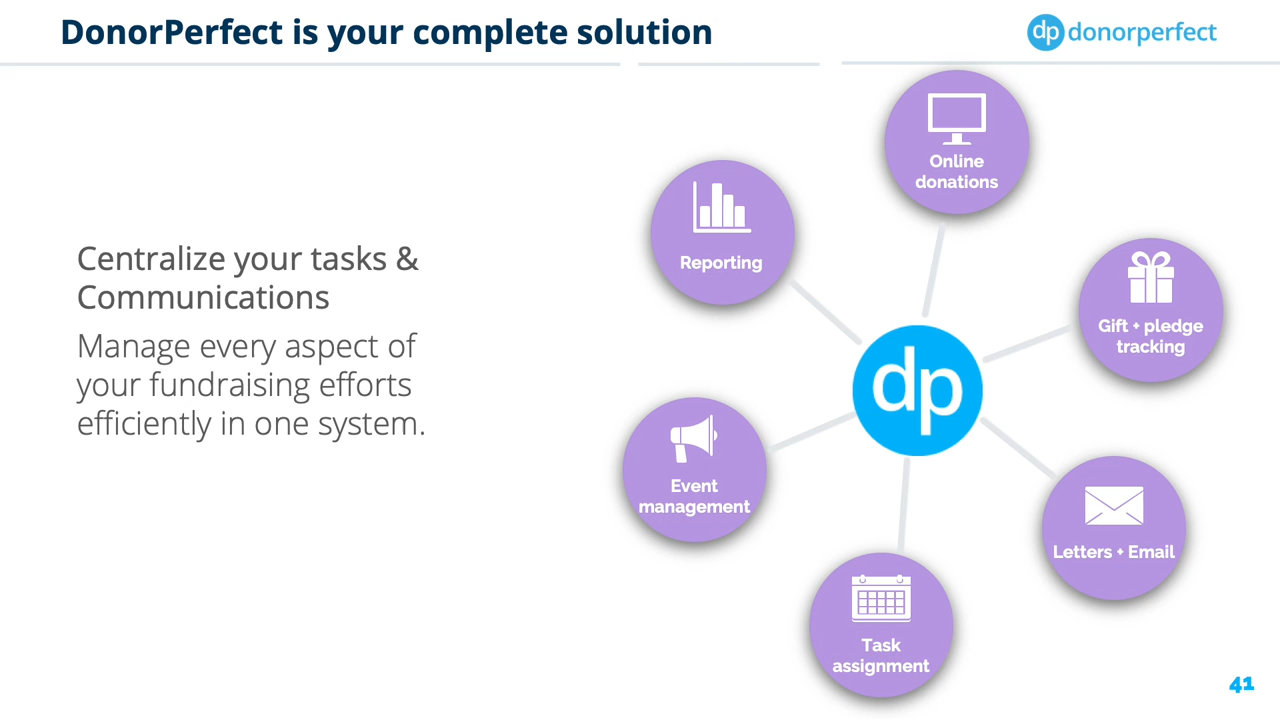 DonorPerfect is your complete solution
dp donorperfect
Centralize your tasks &
Communications
Manage every aspect of
your fundraising efforts
efficiently in one system.
Online
donations
Reporting
Gift + pledge
tracking
dp
Event
management
Letters + Email
Task
assignment
41